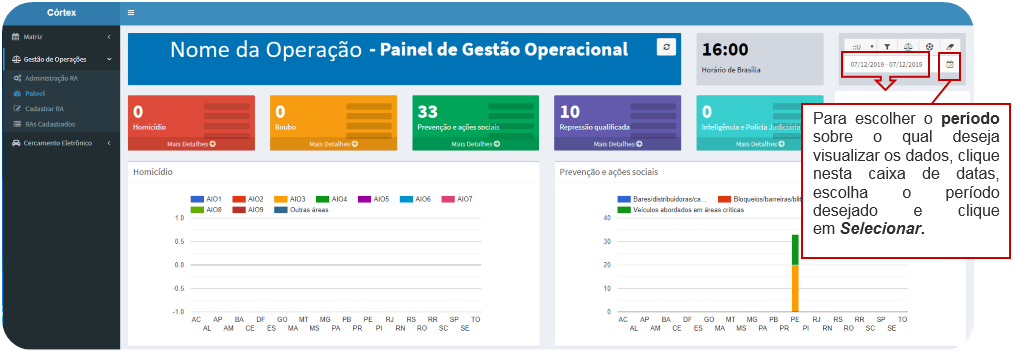 Córtex
Matriz
Gestão de Operações
Administração RA
Painel
Cadastrar RA
RAs Cadastrados
Cercamento Eletrônico
Nome da Operação - Painel de Gestão Operacional
16:00
Horário de Brasília
07/12/2019 - 07/12/2019
0
Homicídio
Mais Detalhes
0
Roubo
Mais Detalhes
33
Prevenção e ações sociais
Mais Detalhes
10
Repressão qualificada
Mais Detalhes
0
Inteligência e Polícia Judiciária
Mais Detalhes
Para escolher o período
sobre o qual deseja
visualizar os dados, clique
nesta caixa de datas,
escolha o período
desejado e clique
em Selecionar.
Homicídio
AIO1 AIO2 AIO3 AIO4 AIO5 AIO6 AIO7
AIO8 AIO9 Outras áreas
1.0
0.5
0.0
-0.5
-1.0
AC AP BA DF GO MT MG PB PE RJ RS RR SP TO
AL AM CE ES MA MS PA PR PI RN RO SC SE
Prevenção e ações sociais
Bares/distribuidoras/ca... Bloqueios/barreiras/blit
Veículos abordados em áreas críticas
40
30
20
10
0
AC AP BA DF GO MT MG PB PE RJ RS RR SP TO
AL AM CE ES MA MS PA PR PI RN RO SC SE